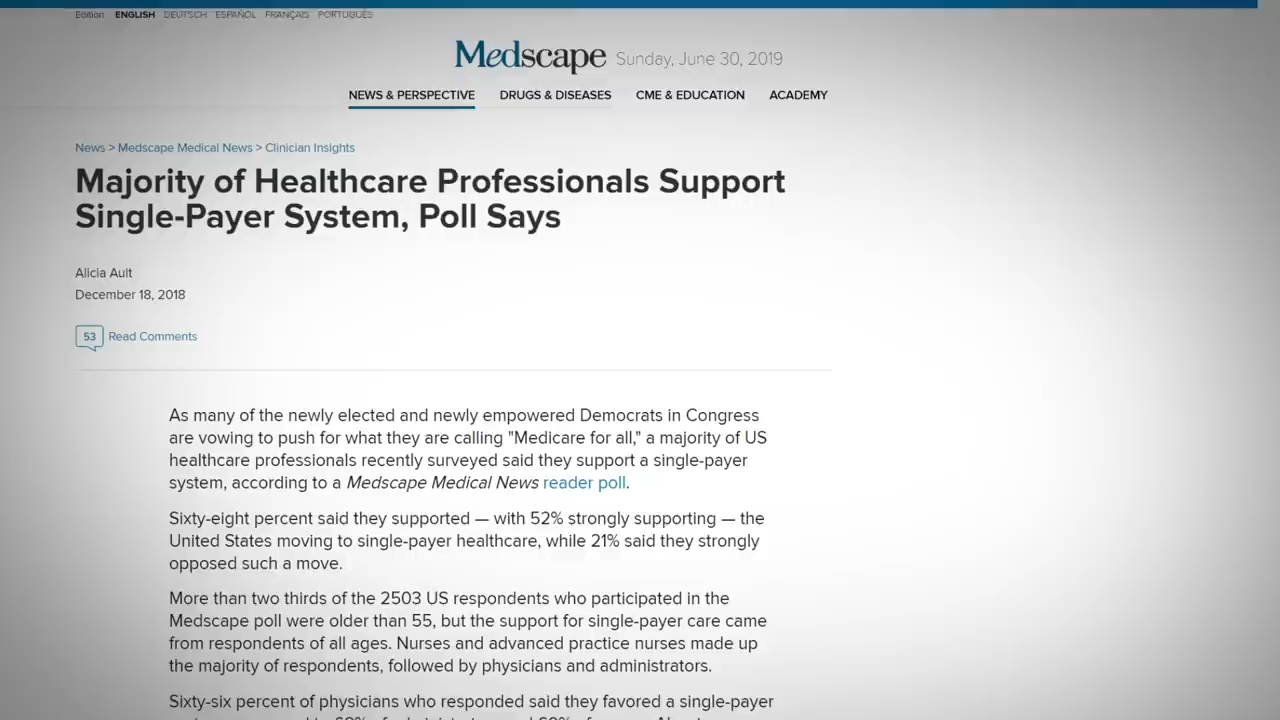 Edition ENGLISH DEUTSCH ESPAÑOL FRANÇAIS PORTUGUÊS
Medscape Sunday, June 30, 2019
NEWS & PERSPECTIVE DRUGS & DISEASES CME & EDUCATION ACADEMY
News > Medscape Medical News > Clinician Insights
Majority of Healthcare Professionals Support
Single-Payer System, Poll Says
Alicia Ault
December 18, 2018
53 Read Comments
As many of the newly elected and newly empowered Democrats in Congress
are vowing to push for what they are calling "Medicare for all," a majority of US
healthcare professionals recently surveyed said they support a single-payer
system, according to a Medscape Medical News reader poll.
Sixty-eight percent said they supported — with 52% strongly supporting — the
United States moving to single-payer healthcare, while 21% said they strongly
opposed such a move.
More than two thirds of the 2503 US respondents who participated in the
Medscape poll were older than 55, but the support for single-payer care came
from respondents of all ages. Nurses and advanced practice nurses made up
the majority of respondents, followed by physicians and administrators.
Sixty-six percent of physicians who responded said they favored a single-payer